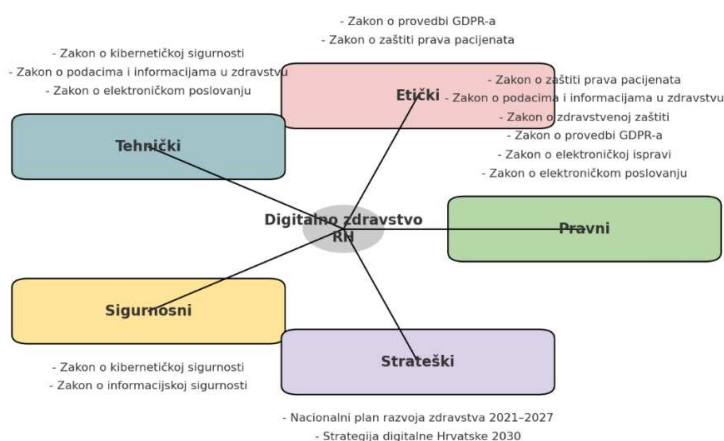 - Zakon o provedbi GDPR-a
- Zakon o zaštiti prava pacijenata
Etički
- Zakon o kibernetičkoj sigurnosti
- Zakon o podacima i informacijama u zdravstvu
- Zakon o elektroničkom poslovanju
Tehnički
- Zakon o zaštiti prava pacijenata
- Zakon o podacima i informacijama u zdravstvu
- Zakon o zdravstvenoj zaštiti
- Zakon o provedbi GDPR-a
- Zakon o elektroničkoj ispravi
- Zakon o elektroničkom poslovanju
Pravni
Digitalno zdravstvo
RH
Sigurnosni
- Zakon o kibernetičkoj sigurnosti
- Zakon o informacijskoj sigurnosti
Strateški
- Nacionalni plan razvoja zdravstva 2021–2027
- Strategija digitalne Hrvatske 2030